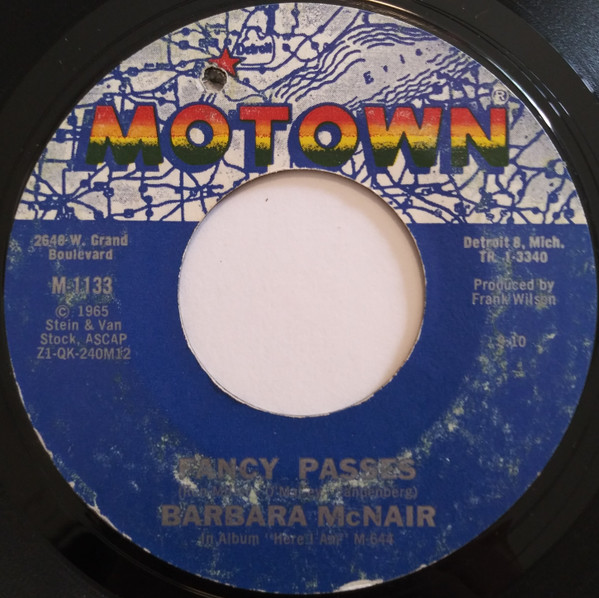 Detroit
Erie
MOTOWN®
2648 W. Grand
Boulevard
Detroit 8, Mich.
TR. 1-3340
M 1133
© 1965
Stein & Van
Stock, ASCAP
Z1-QK-240M12
Produced by
Frank Wilson
FANCY PASSES
BARBARA McNAIR
In Album "Here I Am" M-644